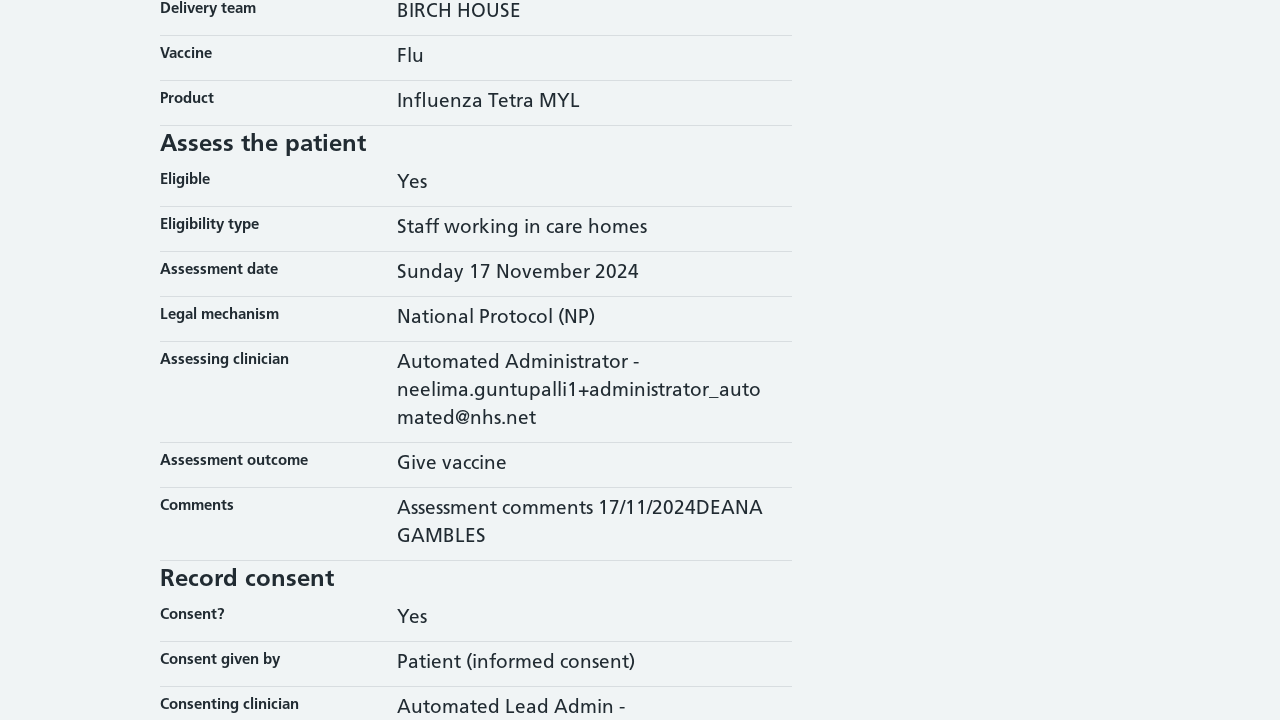 Delivery team BIRCH HOUSE
Vaccine Flu
Product Influenza Tetra MYL
Assess the patient
Eligible Yes
Eligibility type Staff working in care homes
Assessment date Sunday 17 November 2024
Legal mechanism National Protocol (NP)
Assessing clinician Automated Administrator -
neelima.guntupalli1+administrator_auto
mated@nhs.net
Assessment outcome Give vaccine
Comments Assessment comments 17/11/2024DEANA
GAMBLES
Record consent
Consent? Yes
Consent given by Patient (informed consent)
Consenting clinician Automated Lead Admin -